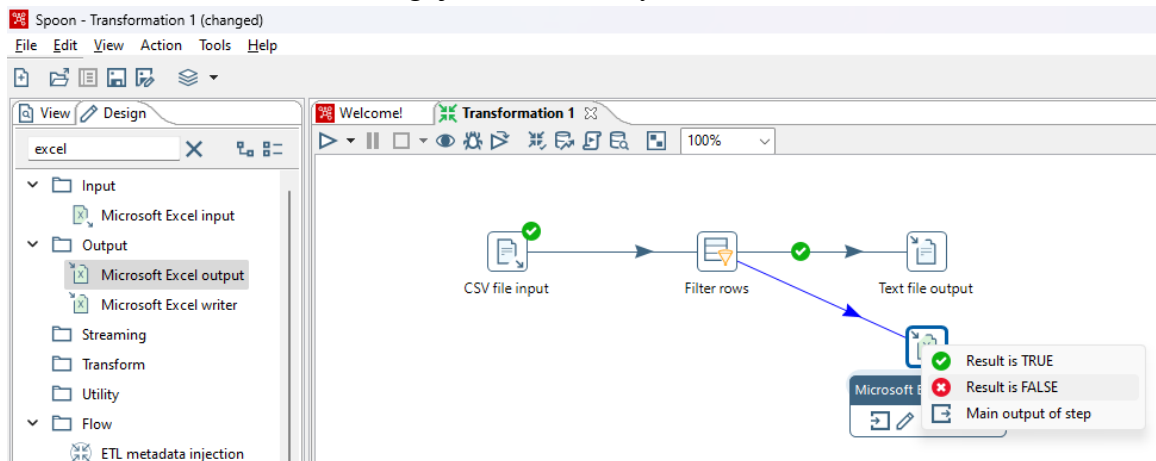 Spoon - Transformation 1 (changed)
File Edit View Action Tools Help
View Design
excel
Input
Microsoft Excel input
Output
Microsoft Excel output
Microsoft Excel writer
Streaming
Transform
Utility
Flow
ETL metadata injection
Welcome! Transformation 1
100%
CSV file input Filter rows Text file output
Microsoft
Result is TRUE
Result is FALSE
Main output of step